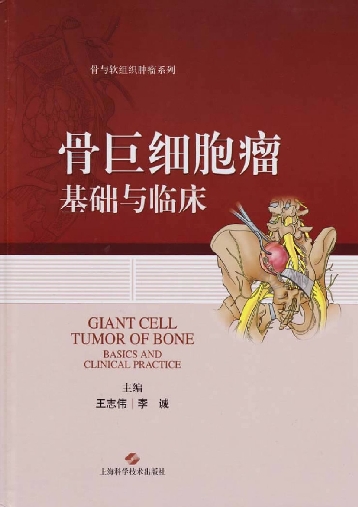 骨与软组织肿瘤系列
骨巨细胞瘤
基础与临床
GIANT CELL
TUMOR OF BONE
BASICS AND
CLINICAL PRACTICE
主编
王志伟|李 诚
上海科学技术出版社